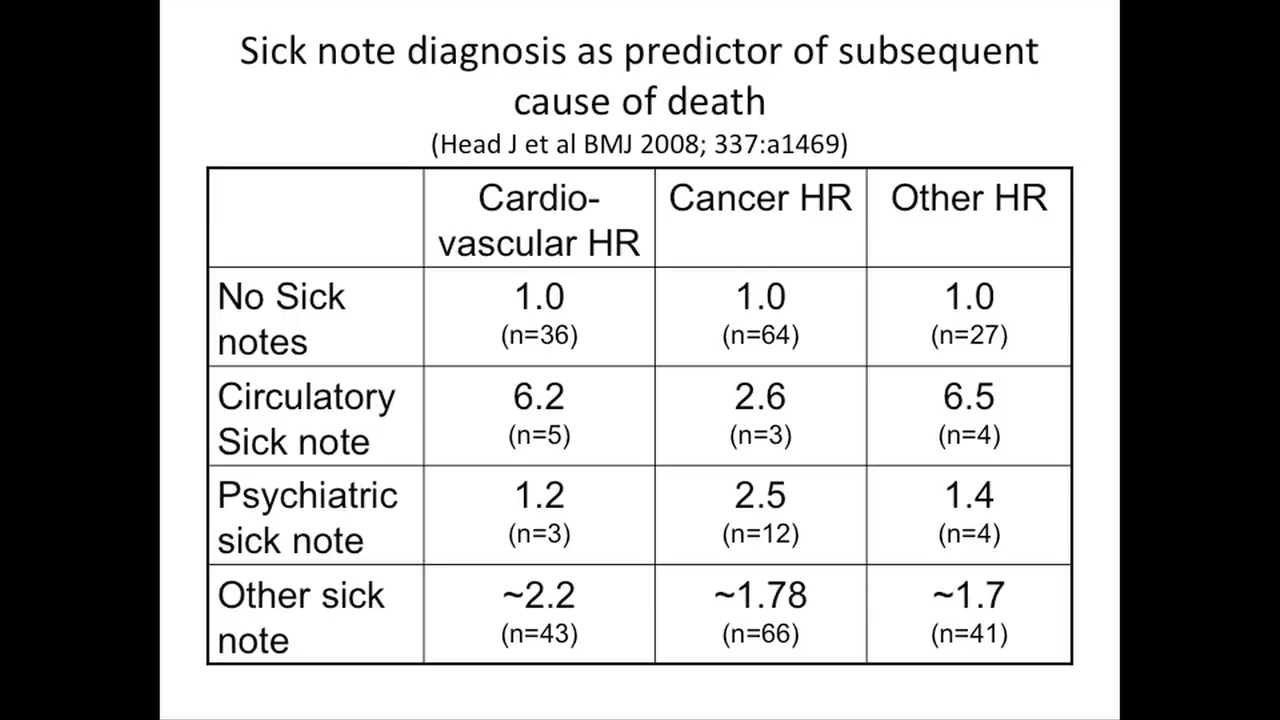 Sick note diagnosis as predictor of subsequent
cause of death
(Head J et al BMJ 2008; 337:a1469)
Cardio-
vascular HR
Cancer HR
Other HR
No Sick
notes
1.0
(n=36)
1.0
(n=64)
1.0
(n=27)
Circulatory
Sick note
6.2
(n=5)
2.6
(n=3)
6.5
(n=4)
Psychiatric
sick note
1.2
(n=3)
2.5
(n=12)
1.4
(n=4)
Other sick
note
~2.2
(n=43)
~1.78
(n=66)
~1.7
(n=41)